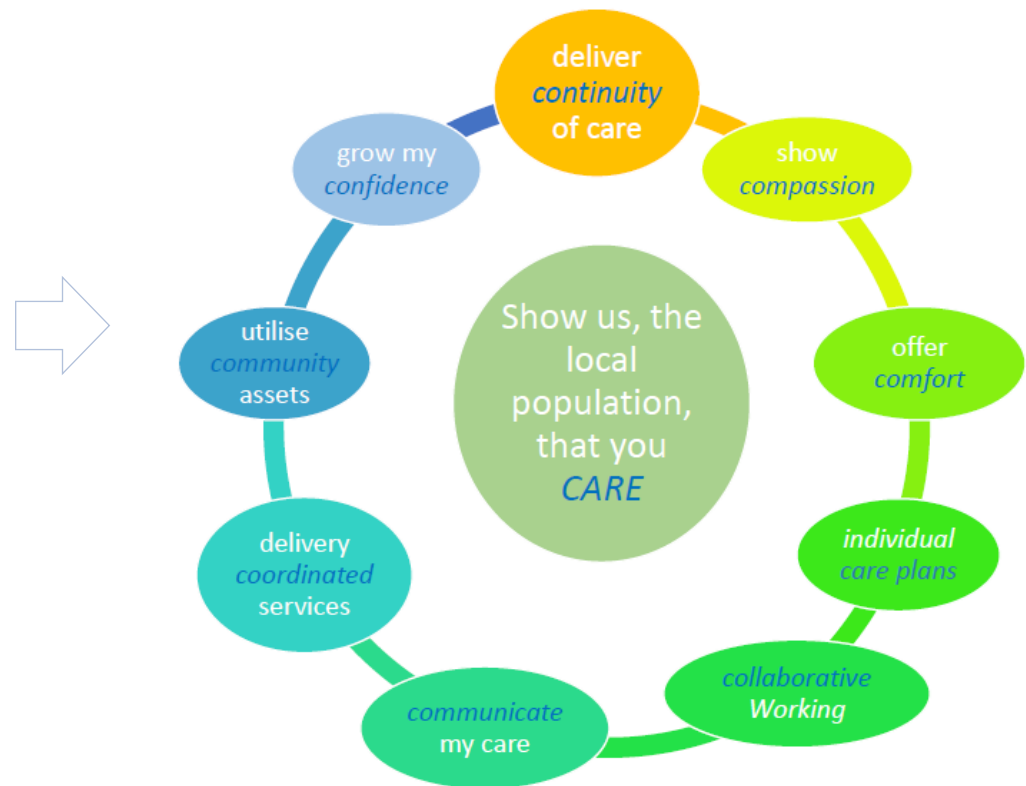 deliver
continuity
of care
show
compassion
offer
comfort
individual
care plans
collaborative
Working
communicate
my care
delivery
coordinated
services
utilise
community
assets
grow my
confidence
Show us, the
local
population,
that you
CARE